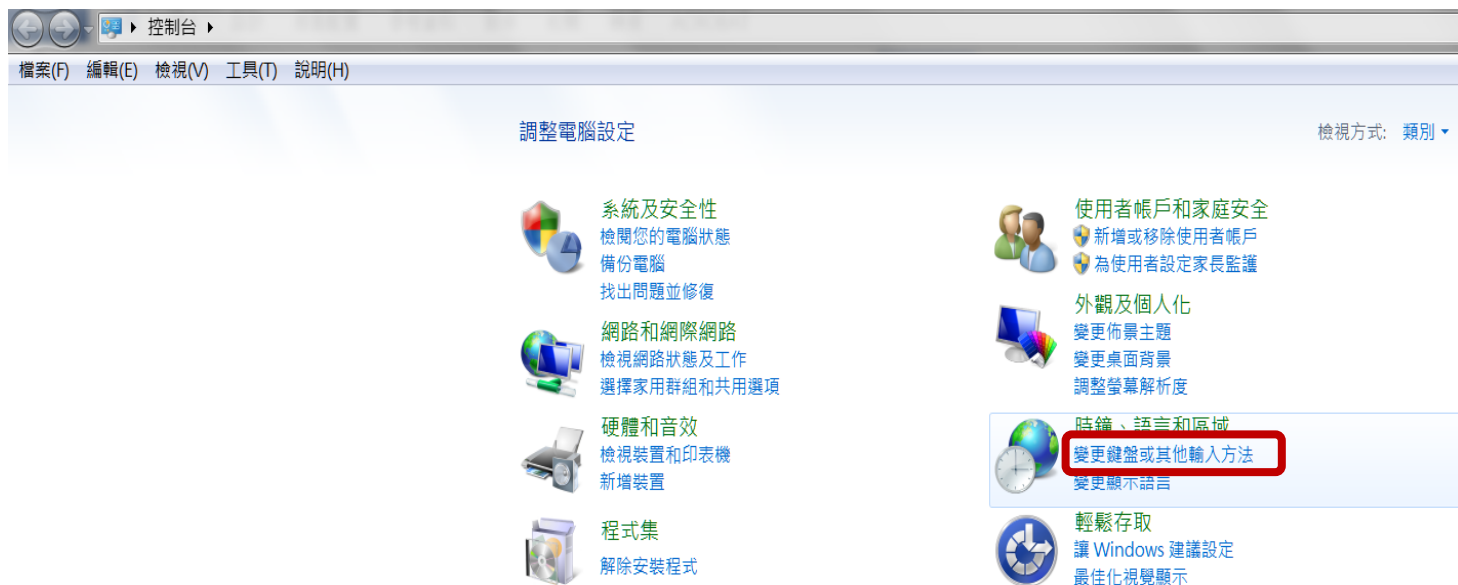 控制台
檔案(F) 編輯(E) 檢視(V) 工具(T) 說明(H)
調整電腦設定
檢視方式: 類別
系統及安全性
檢閱您的電腦狀態
備份電腦
找出問題並修復
網路和網際網路
檢視網路狀態及工作
選擇家用群組和共用選項
硬體和音效
檢視裝置和印表機
新增裝置
程式集
解除安裝程式
使用者帳戶和家庭安全
新增或移除使用者帳戶
為使用者設定家長監護
外觀及個人化
變更佈景主題
變更桌面背景
調整螢幕解析度
時鐘、語言和區域
變更鍵盤或其他輸入方法
變更顯示語言
輕鬆存取
讓 Windows 建議設定
最佳化視覺顯示